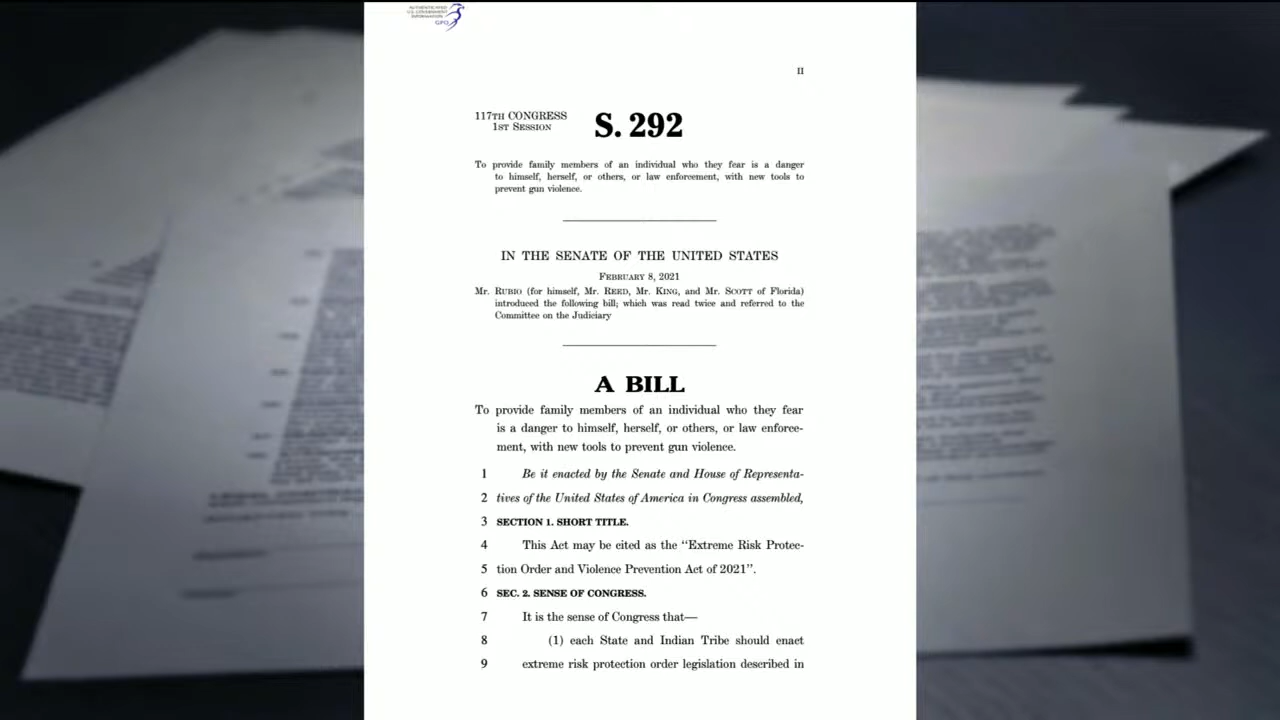 AUTHENTICATED
U.S. GOVERNMENT
INFORMATION
GPO
II
117TH CONGRESS
1ST SESSION
S. 292
To provide family members of an individual who they fear is a danger
to himself, herself, or others, or law enforcement, with new tools to
prevent gun violence.
IN THE SENATE OF THE UNITED STATES
FEBRUARY 8, 2021
Mr. RUBIO (for himself, Mr. REED, Mr. KING, and Mr. SCOTT of Florida)
introduced the following bill; which was read twice and referred to the
Committee on the Judiciary
A BILL
To provide family members of an individual who they fear
is a danger to himself, herself, or others, or law enforce-
ment, with new tools to prevent gun violence.
1 Be it enacted by the Senate and House of Representa-
2 tives of the United States of America in Congress assembled,
3 SECTION 1. SHORT TITLE.
4 This Act may be cited as the ‘‘Extreme Risk Protec-
5 tion Order and Violence Prevention Act of 2021’’.
6 SEC. 2. SENSE OF CONGRESS.
7 It is the sense of Congress that—
8 (1) each State and Indian Tribe should enact
9 extreme risk protection order legislation described in